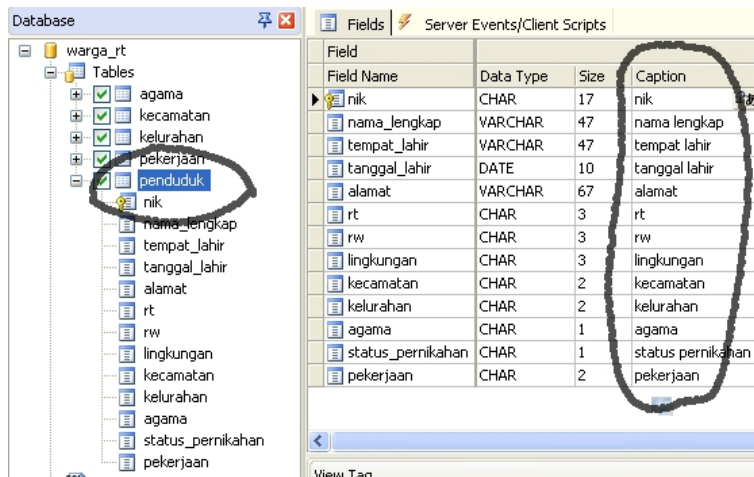 Database
warga_rt
Tables
agama
kecamatan
kelurahan
pekerjaan
penduduk
nik
nama_lengkap
tempat_lahir
tanggal_lahir
alamat
rt
rw
lingkungan
kecamatan
kelurahan
agama
status_pernikahan
pekerjaan
Fields Server Events/Client Scripts
Field
Field Name Data Type Size Caption
nik CHAR 17 nik
nama_lengkap VARCHAR 47 nama lengkap
tempat_lahir VARCHAR 47 tempat lahir
tanggal_lahir DATE 10 tanggal lahir
alamat VARCHAR 67 alamat
rt CHAR 3 rt
rw CHAR 3 rw
lingkungan CHAR 3 lingkungan
kecamatan CHAR 2 kecamatan
kelurahan CHAR 2 kelurahan
agama CHAR 1 agama
status_pernikahan CHAR 1 status pernikahan
pekerjaan CHAR 2 pekerjaan
View Tag